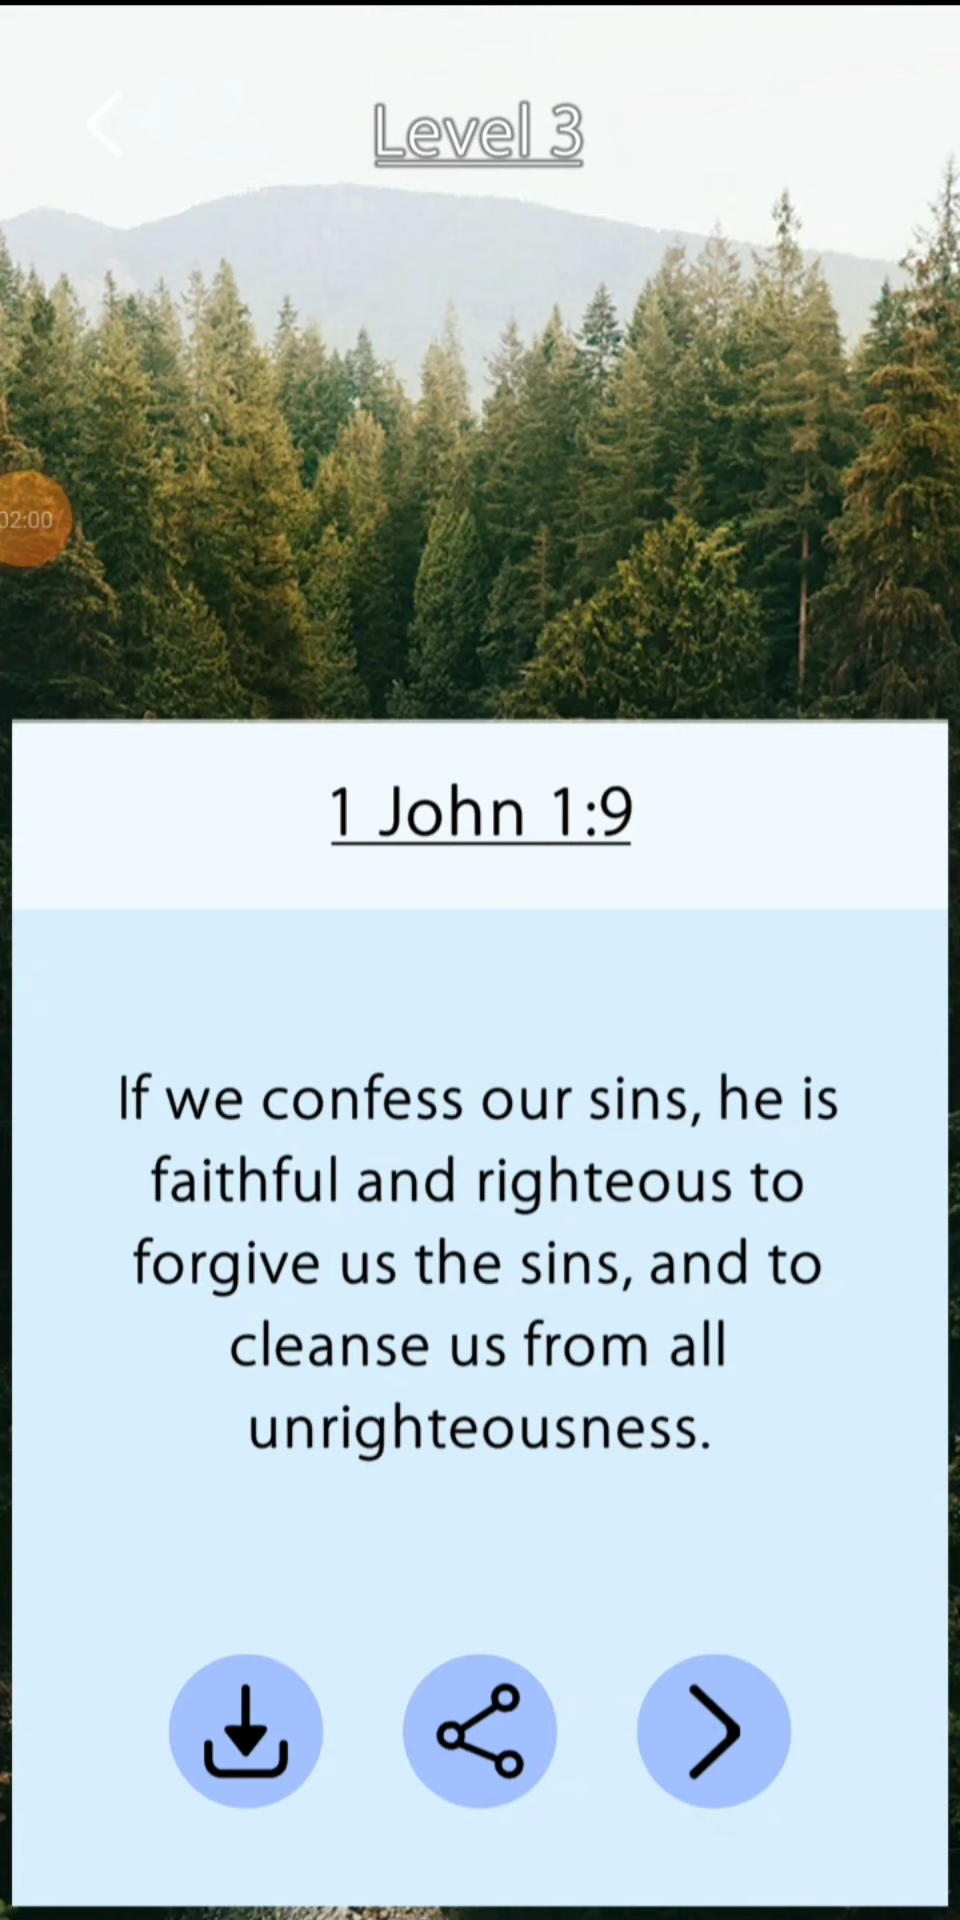 Level 3
02:00
1 John 1:9
If we confess our sins, he is
faithful and righteous to
forgive us the sins, and to
cleanse us from all
unrighteousness.